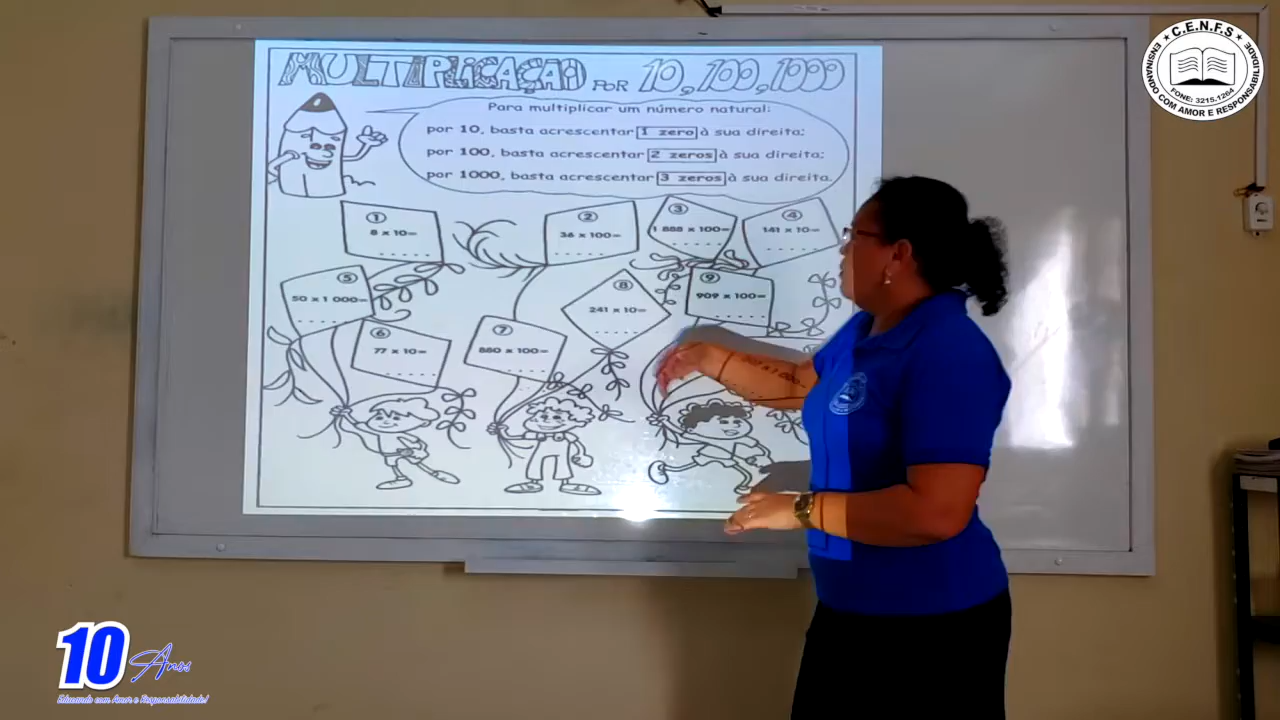 MULTIPLICAÇÃO POR 10, 100, 1000
Para multiplicar um número natural:
por 10, basta acrescentar 1 zero à sua direita;
por 100, basta acrescentar 2 zeros à sua direita;
por 1000, basta acrescentar 3 zeros à sua direita.
1
8 x 10=
2
36 x 100=
3
1 888 x 100=
4
141 x 10=
5
50 x 1 000=
6
77 x 10=
7
880 x 100=
8
241 x 10=
9
909 x 100=
C.E.N.F.S
ENSINANDO COM AMOR E RESPONSABILIDADE
FONE: 3215.1264
10 Anos
Educando com Amor e Responsabilidade!